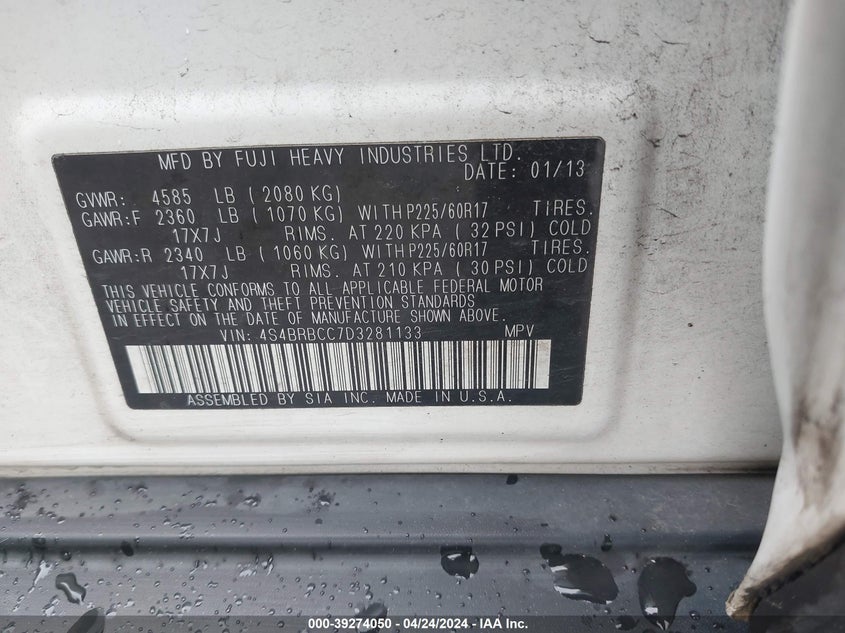 MFD BY FUJI HEAVY INDUSTRIES LTD.
DATE: 01/13
GVWR: 4585 LB (2080 KG)
GAWR:F 2360 LB (1070 KG) WITH P225/60R17 TIRES.
17X7J RIMS. AT 220 KPA (32 PSI) COLD
GAWR:R 2340 LB (1060 KG) WITH P225/60R17 TIRES.
17X7J RIMS. AT 210 KPA (30 PSI) COLD
THIS VEHICLE CONFORMS TO ALL APPLICABLE FEDERAL MOTOR
VEHICLE SAFETY AND THEFT PREVENTION STANDARDS
IN EFFECT ON THE DATE OF MANUFACTURE SHOWN ABOVE.
VIN: 4S4BRBCC7D3281133 MPV
ASSEMBLED BY SIA INC. MADE IN U.S.A.
000-39274050 - 04/24/2024 - IAA Inc.